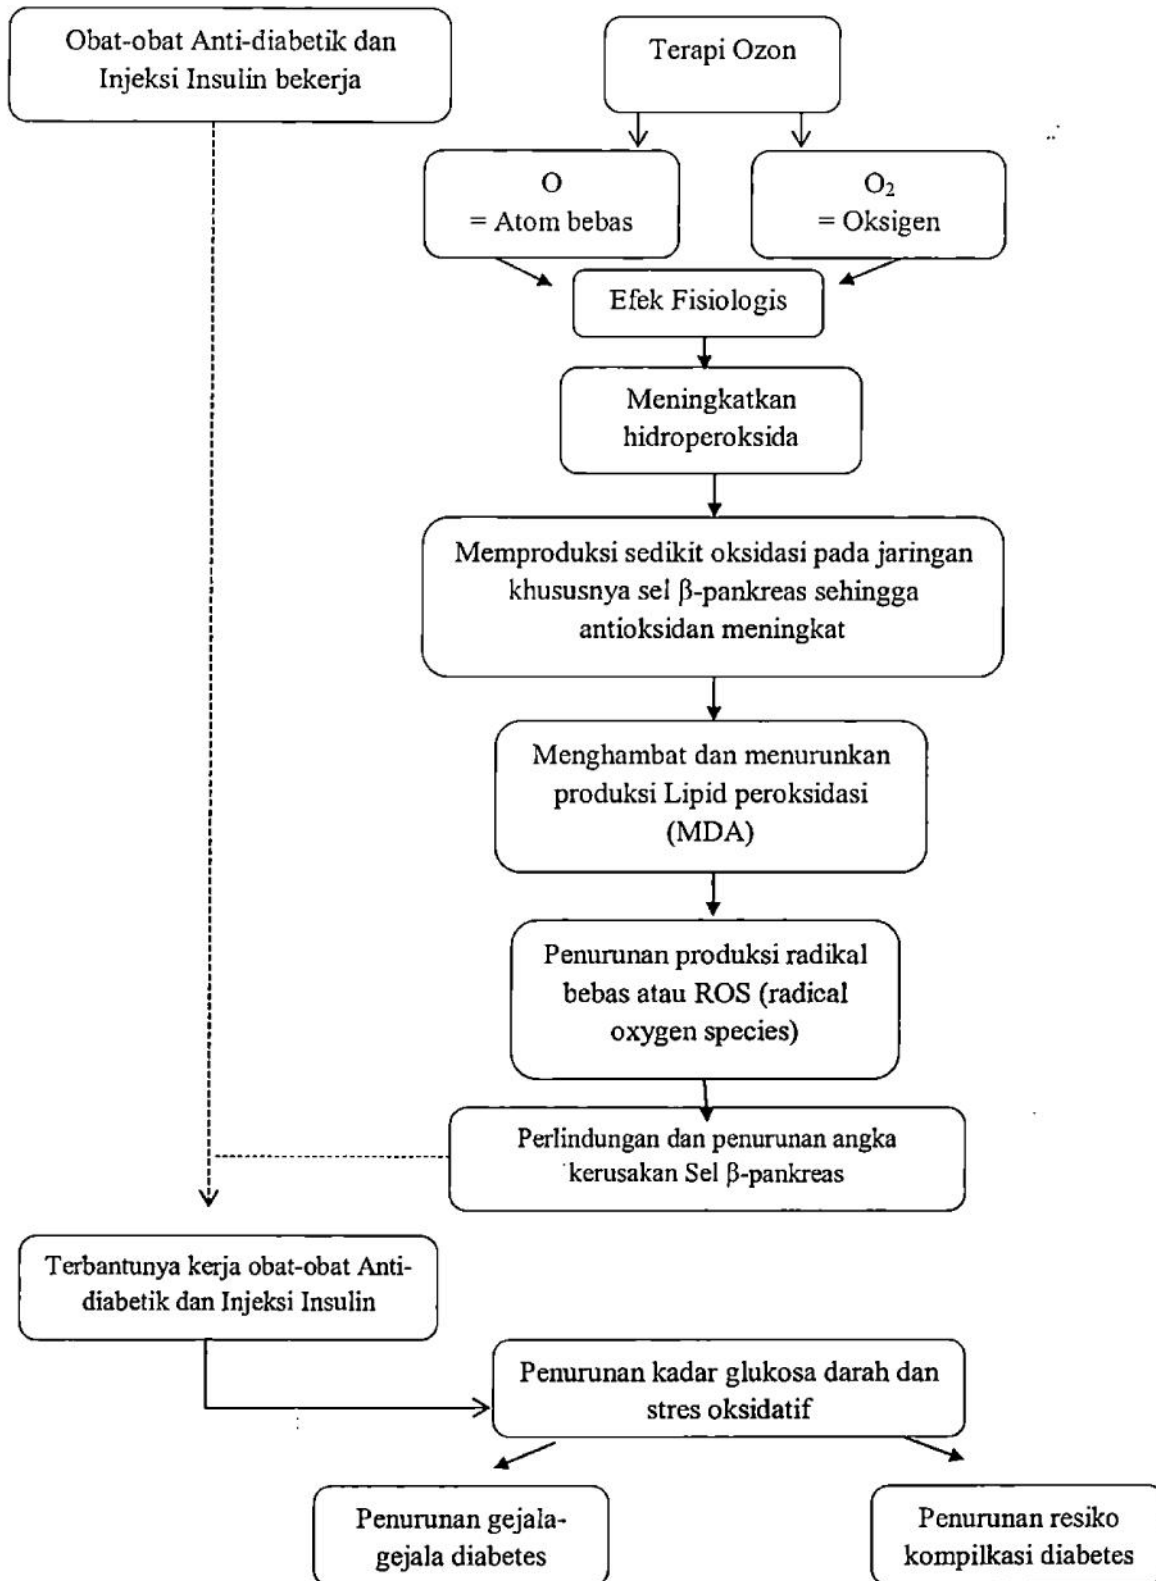 Obat-obat Anti-diabetik dan
Injeksi Insulin bekerja
Terapi Ozon
O
= Atom bebas
O₂
= Oksigen
Efek Fisiologis
Meningkatkan
hidroperoksida
Memproduksi sedikit oksidasi pada jaringan
khususnya sel β-pankreas sehingga
antioksidan meningkat
Menghambat dan menurunkan
produksi Lipid peroksidasi
(MDA)
Penurunan produksi radikal
bebas atau ROS (radical
oxygen species)
Perlindungan dan penurunan angka
kerusakan Sel β-pankreas
Terbantunya kerja obat-obat Anti-
diabetik dan Injeksi Insulin
Penurunan kadar glukosa darah dan
stres oksidatif
Penurunan gejala-
gejala diabetes
Penurunan resiko
kompilkasi diabetes